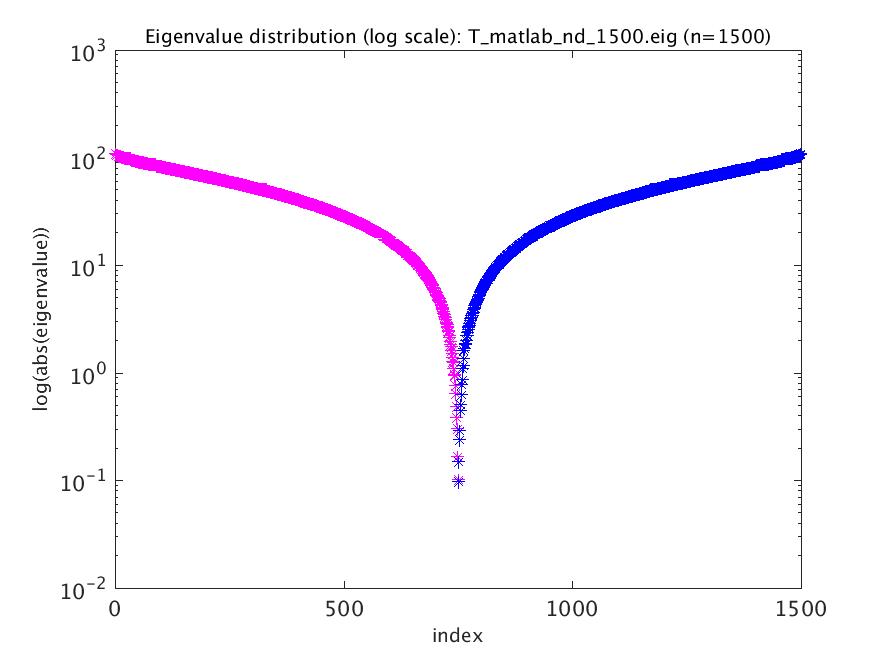 Eigenvalue distribution (log scale): T_matlab_nd_1500.eig (n=1500)
10^3
10^2
10^1
10^0
10^-1
10^-2
log(abs(eigenvalue))
0 500 1000 1500
index